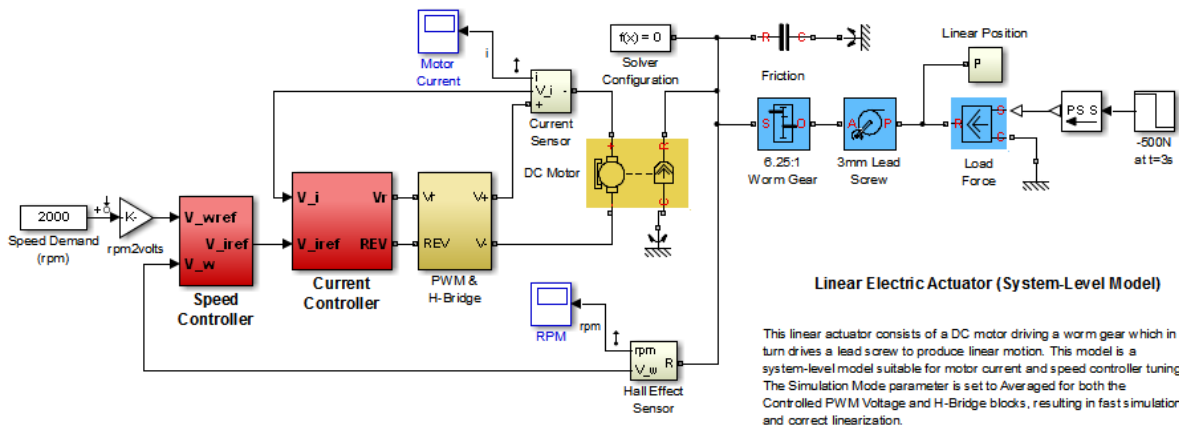 Motor
Current
i
i
V_i
-
+
Current
Sensor
f(x) = 0
Solver
Configuration
R
C
Friction
Linear Position
P
S
O
6.25:1
Worm Gear
A
P
3mm Lead
Screw
R
S
C
Load
Force
PS S
-500N
at t=3s
DC Motor
+
R
-
C
2000
Speed Demand
(rpm)
K-
rpm2volts
V_wref
V_iref
V_w
Speed
Controller
V_i
Vr
V_iref
REV
Current
Controller
Vr
V+
REV
V-
PWM &
H-Bridge
RPM
rpm
rpm
V_w
R
Hall Effect
Sensor
Linear Electric Actuator (System-Level Model)
This linear actuator consists of a DC motor driving a worm gear which in
turn drives a lead screw to produce linear motion. This model is a
system-level model suitable for motor current and speed controller tuning
The Simulation Mode parameter is set to Averaged for both the
Controlled PWM Voltage and H-Bridge blocks, resulting in fast simulation
and correct linearization.